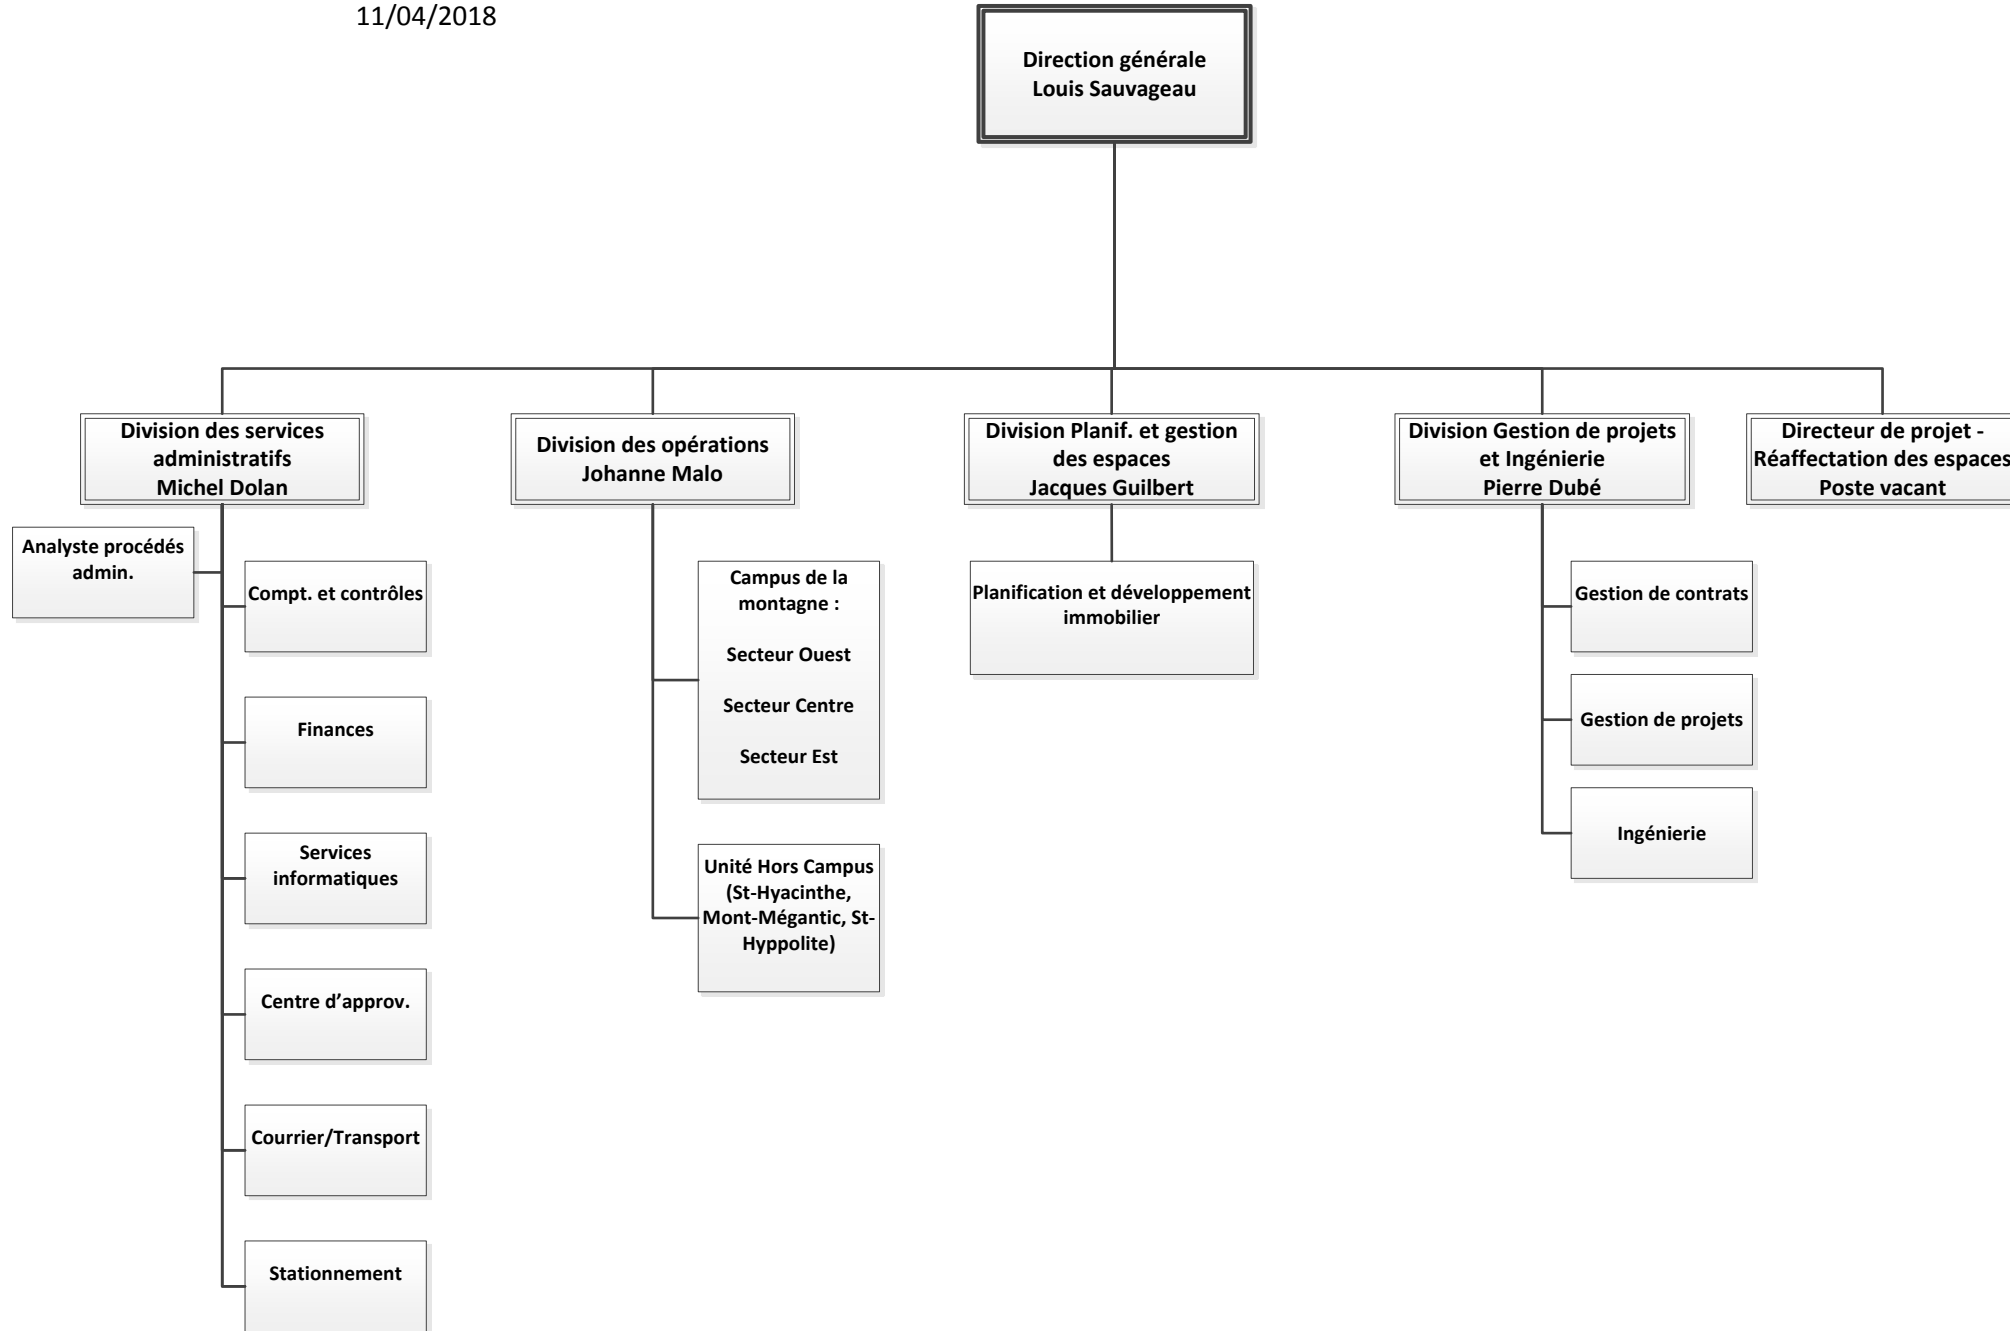 11/04/2018
Direction générale
Louis Sauvageau
Division des services
administratifs
Michel Dolan
Division des opérations
Johanne Malo
Division Planif. et gestion
des espaces
Jacques Guilbert
Division Gestion de projets
et Ingénierie
Pierre Dubé
Directeur de projet -
Réaffectation des espaces
Poste vacant
Analyste procédés
admin.
Compt. et contrôles
Finances
Services
informatiques
Centre d’approv.
Courrier/Transport
Stationnement
Campus de la
montagne :
Secteur Ouest
Secteur Centre
Secteur Est
Unité Hors Campus
(St-Hyacinthe,
Mont-Mégantic, St-
Hyppolite)
Planification et développement
immobilier
Gestion de contrats
Gestion de projets
Ingénierie